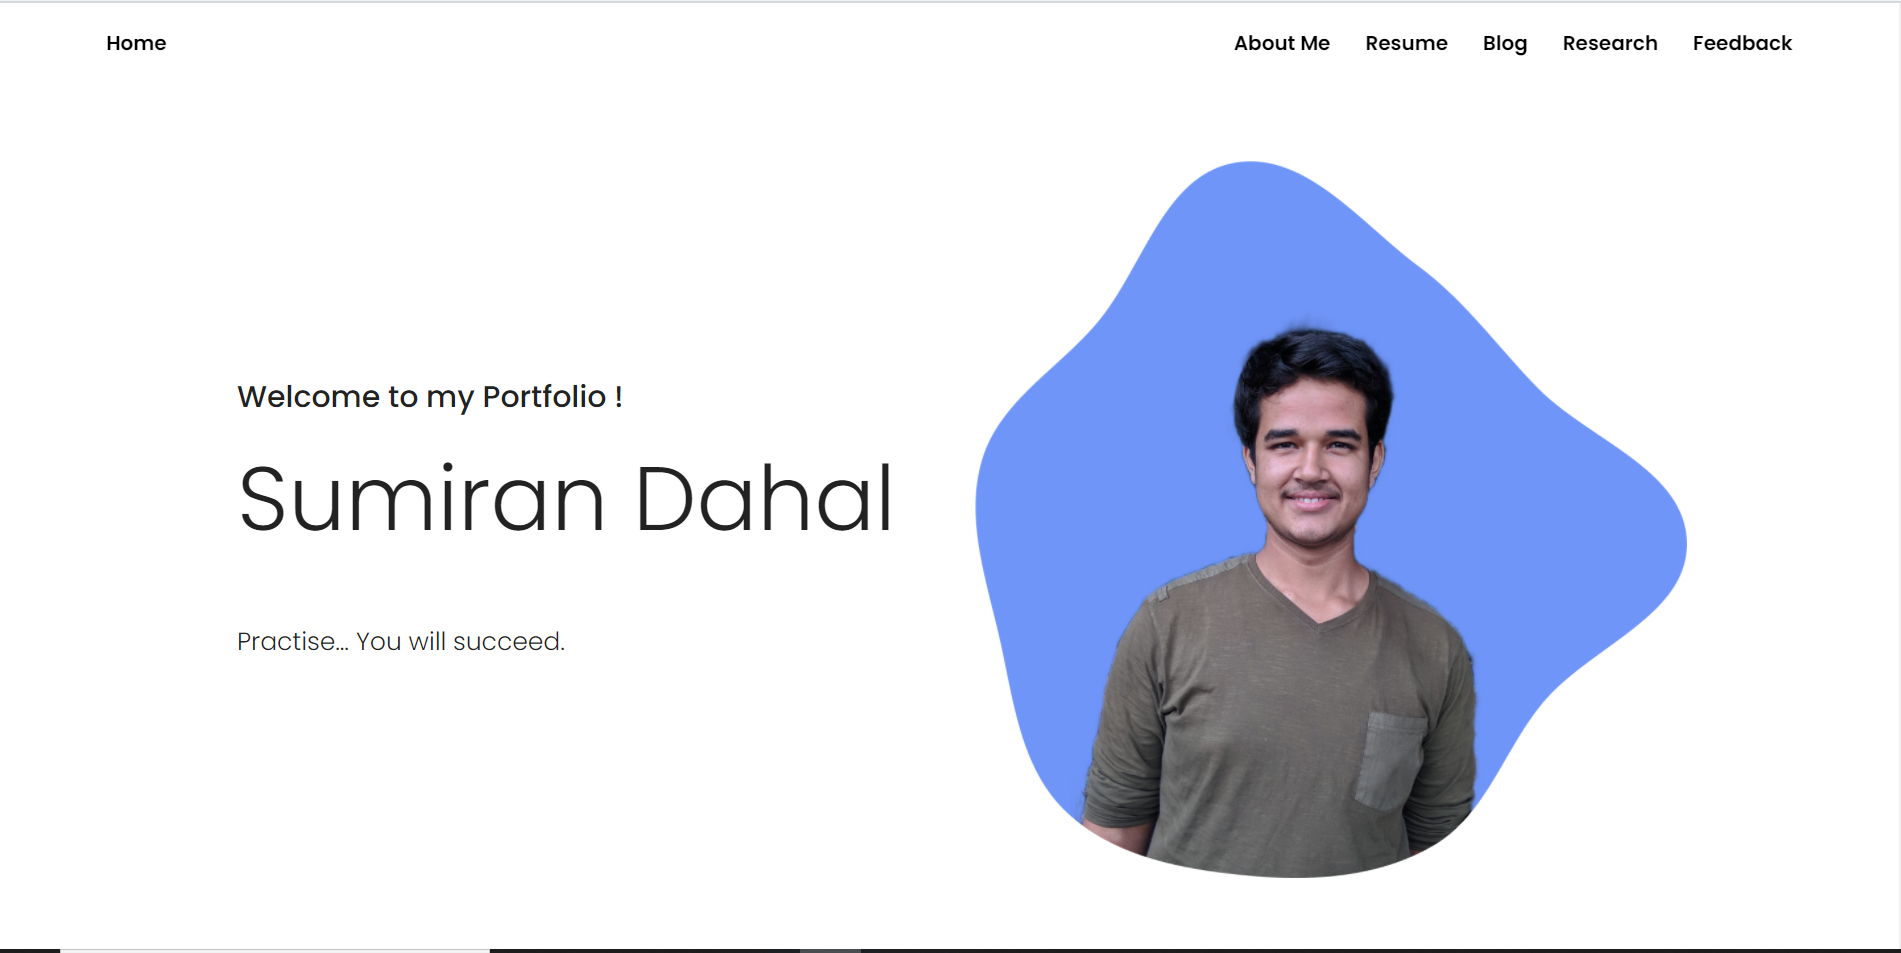 Home About Me Resume Blog Research Feedback
Welcome to my Portfolio !
Sumiran Dahal
Practise... You will succeed.